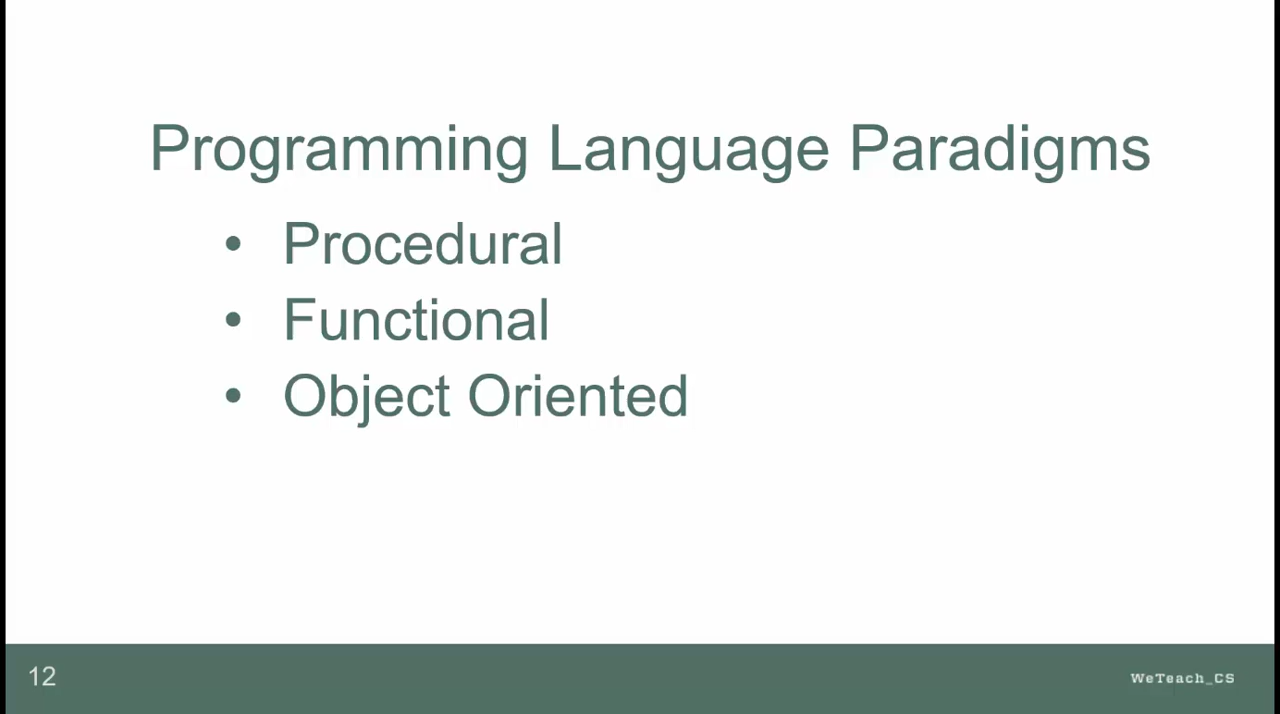 Programming Language Paradigms
• Procedural
• Functional
• Object Oriented
12
WeTeach_CS